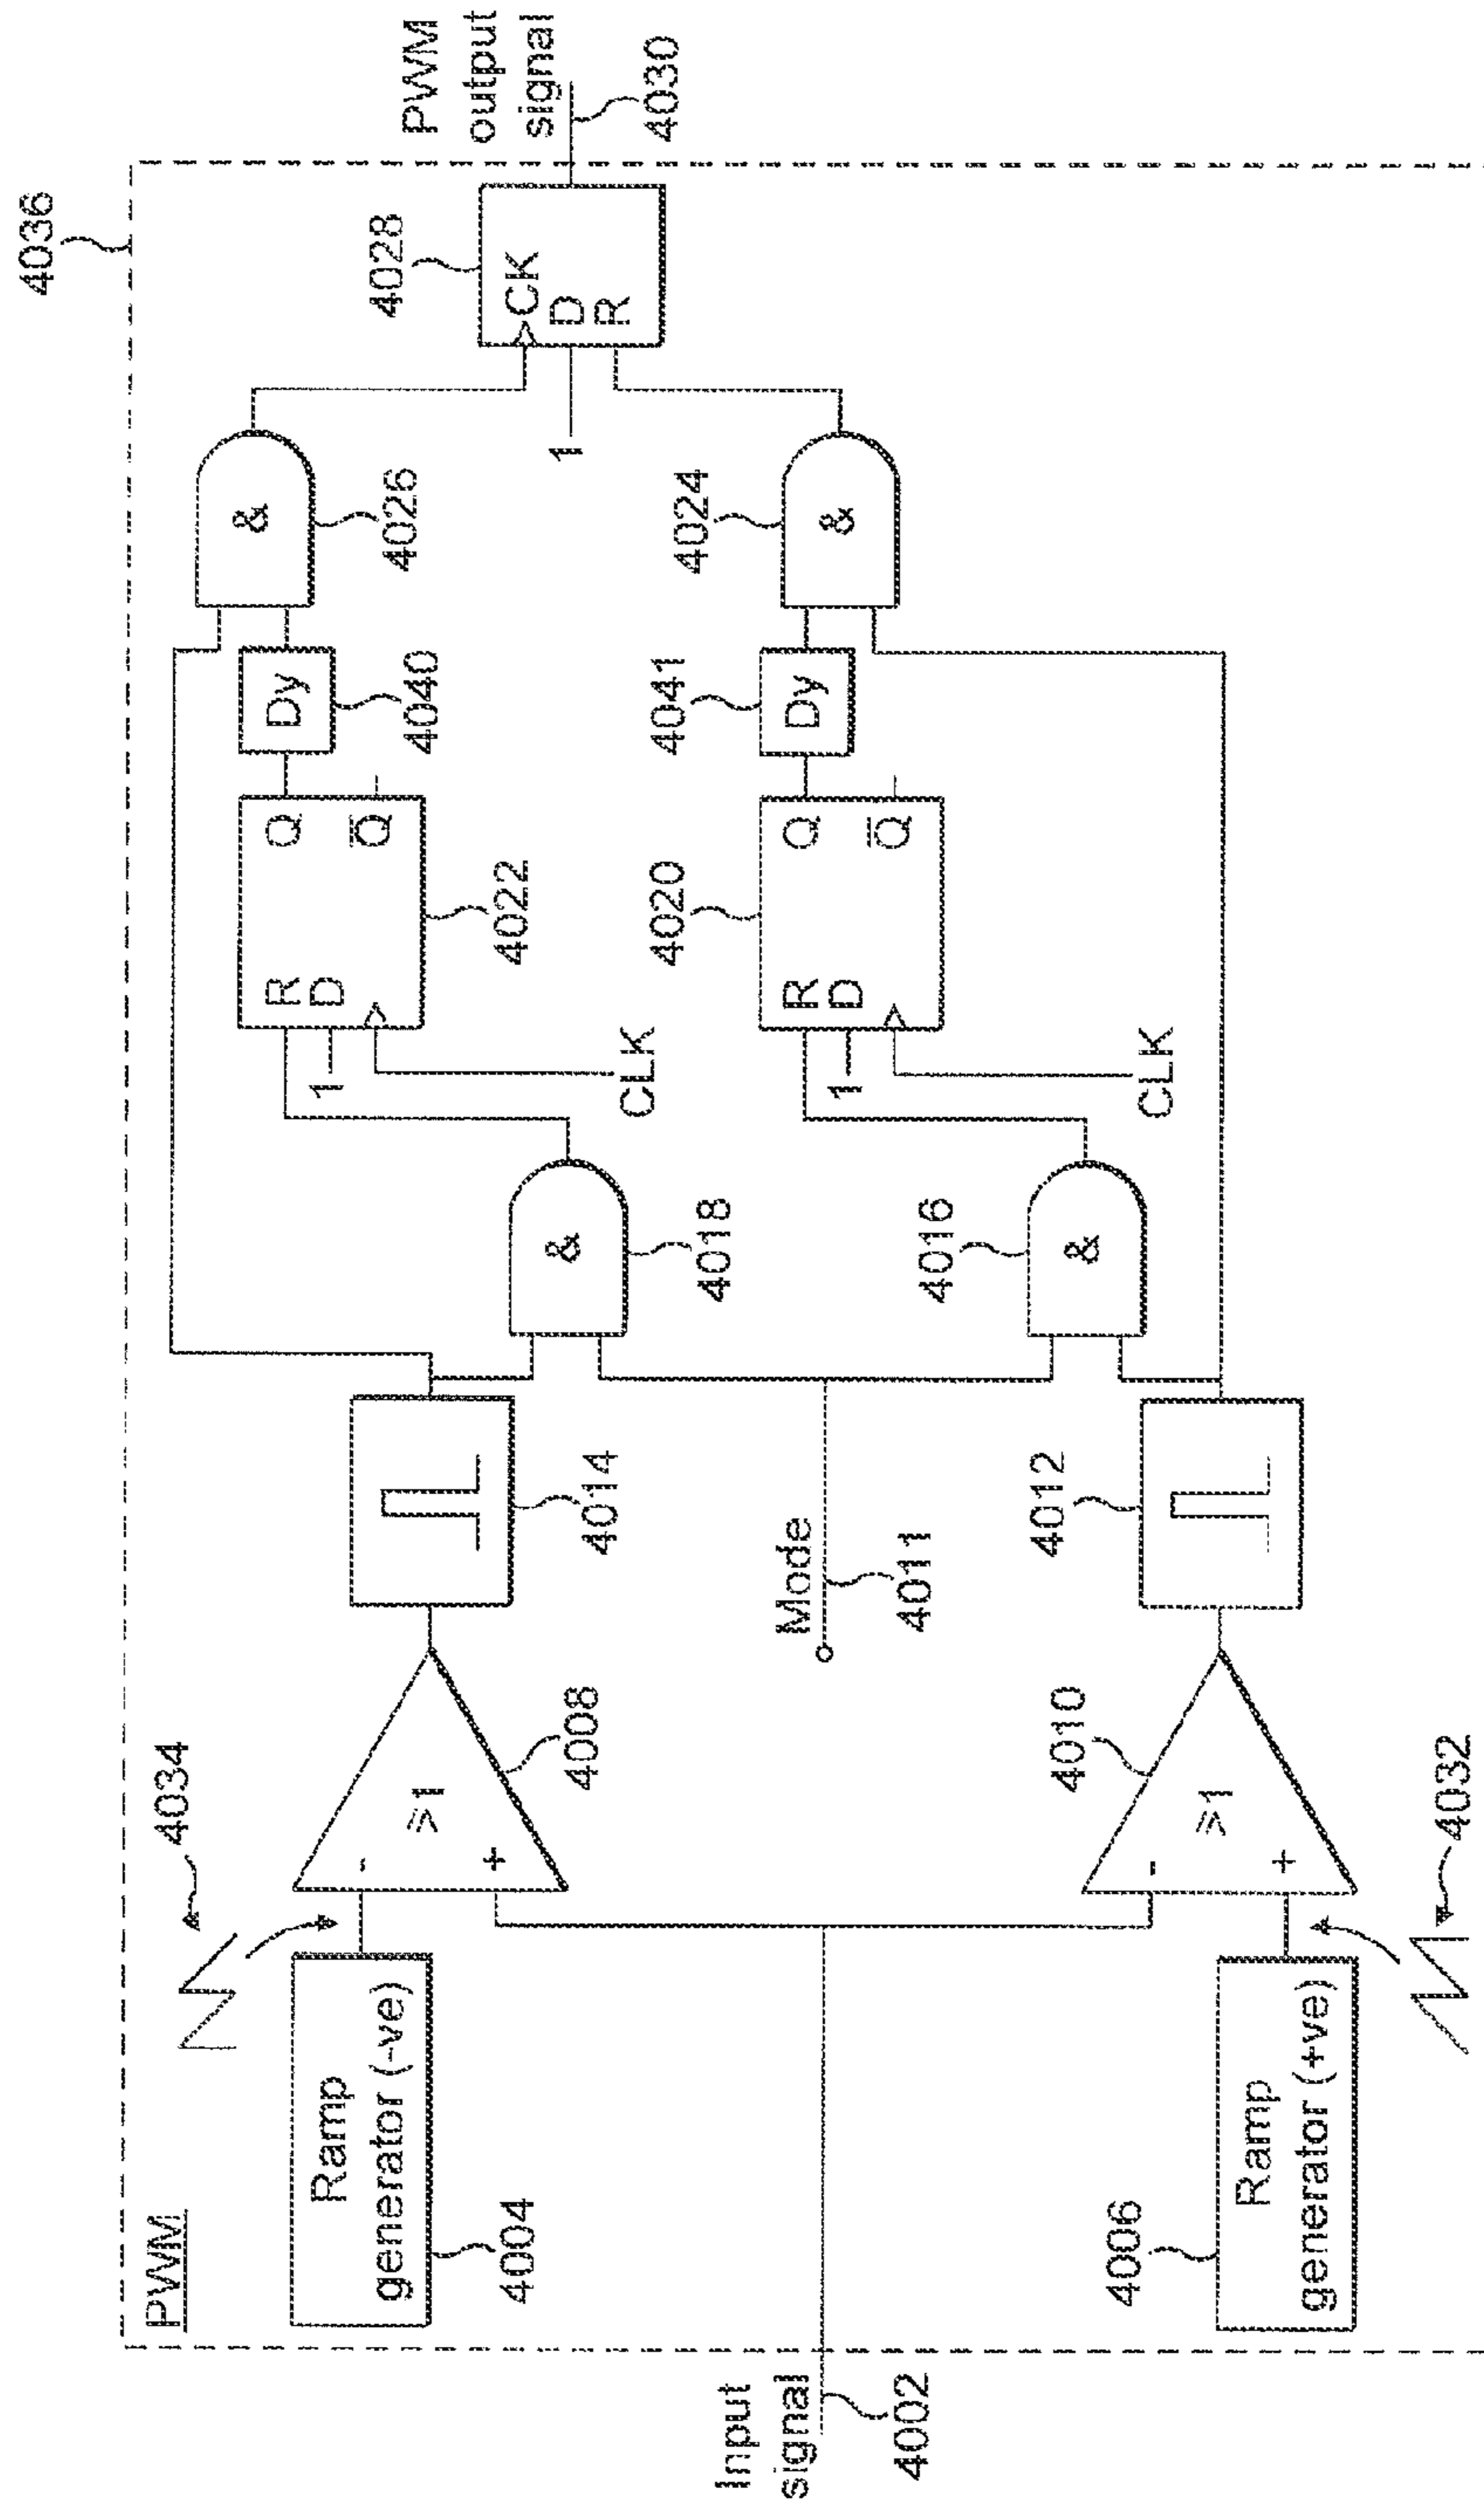 4036
PWM
Input
signal
4002
Ramp
generator (-ve)
4004
4034
-
+
≥1
4008
4014
Mode
4011
&
4018
1
R
D
CLK
Q
Q̅
4022
Dy
4040
&
4026
1
CK
D
R
4028
PWM
output
signal
4030
Ramp
generator (+ve)
4006
4032
-
+
≥1
4010
4012
&
4016
1
R
D
CLK
Q
Q̅
4020
Dy
4041
&
4024